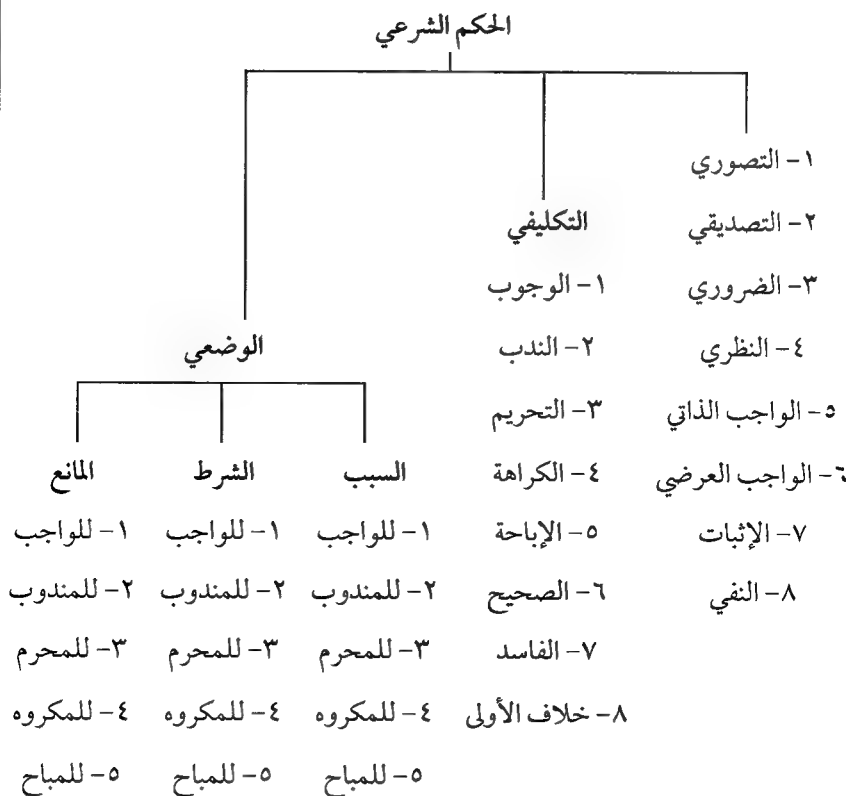 الحكم الشرعي
١- التصوري
٢- التصديقي
٣- الضروري
٤- النظري
٥- الواجب الذاتي
٦- الواجب العرضي
٧- الإثبات
٨- النفي
التكليفي
١- الوجوب
٢- الندب
٣- التحريم
٤- الكراهة
٥- الإباحة
٦- الصحيح
٧- الفاسد
٨- خلاف الأولى
الوضعي
السبب
١- للواجب
٢- للمندوب
٣- للمحرم
٤- للمكروه
٥- للمباح
الشرط
١- للواجب
٢- للمندوب
٣- للمحرم
٤- للمكروه
٥- للمباح
المانع
١- للواجب
٢- للمندوب
٣- للمحرم
٤- للمكروه
٥- للمباح